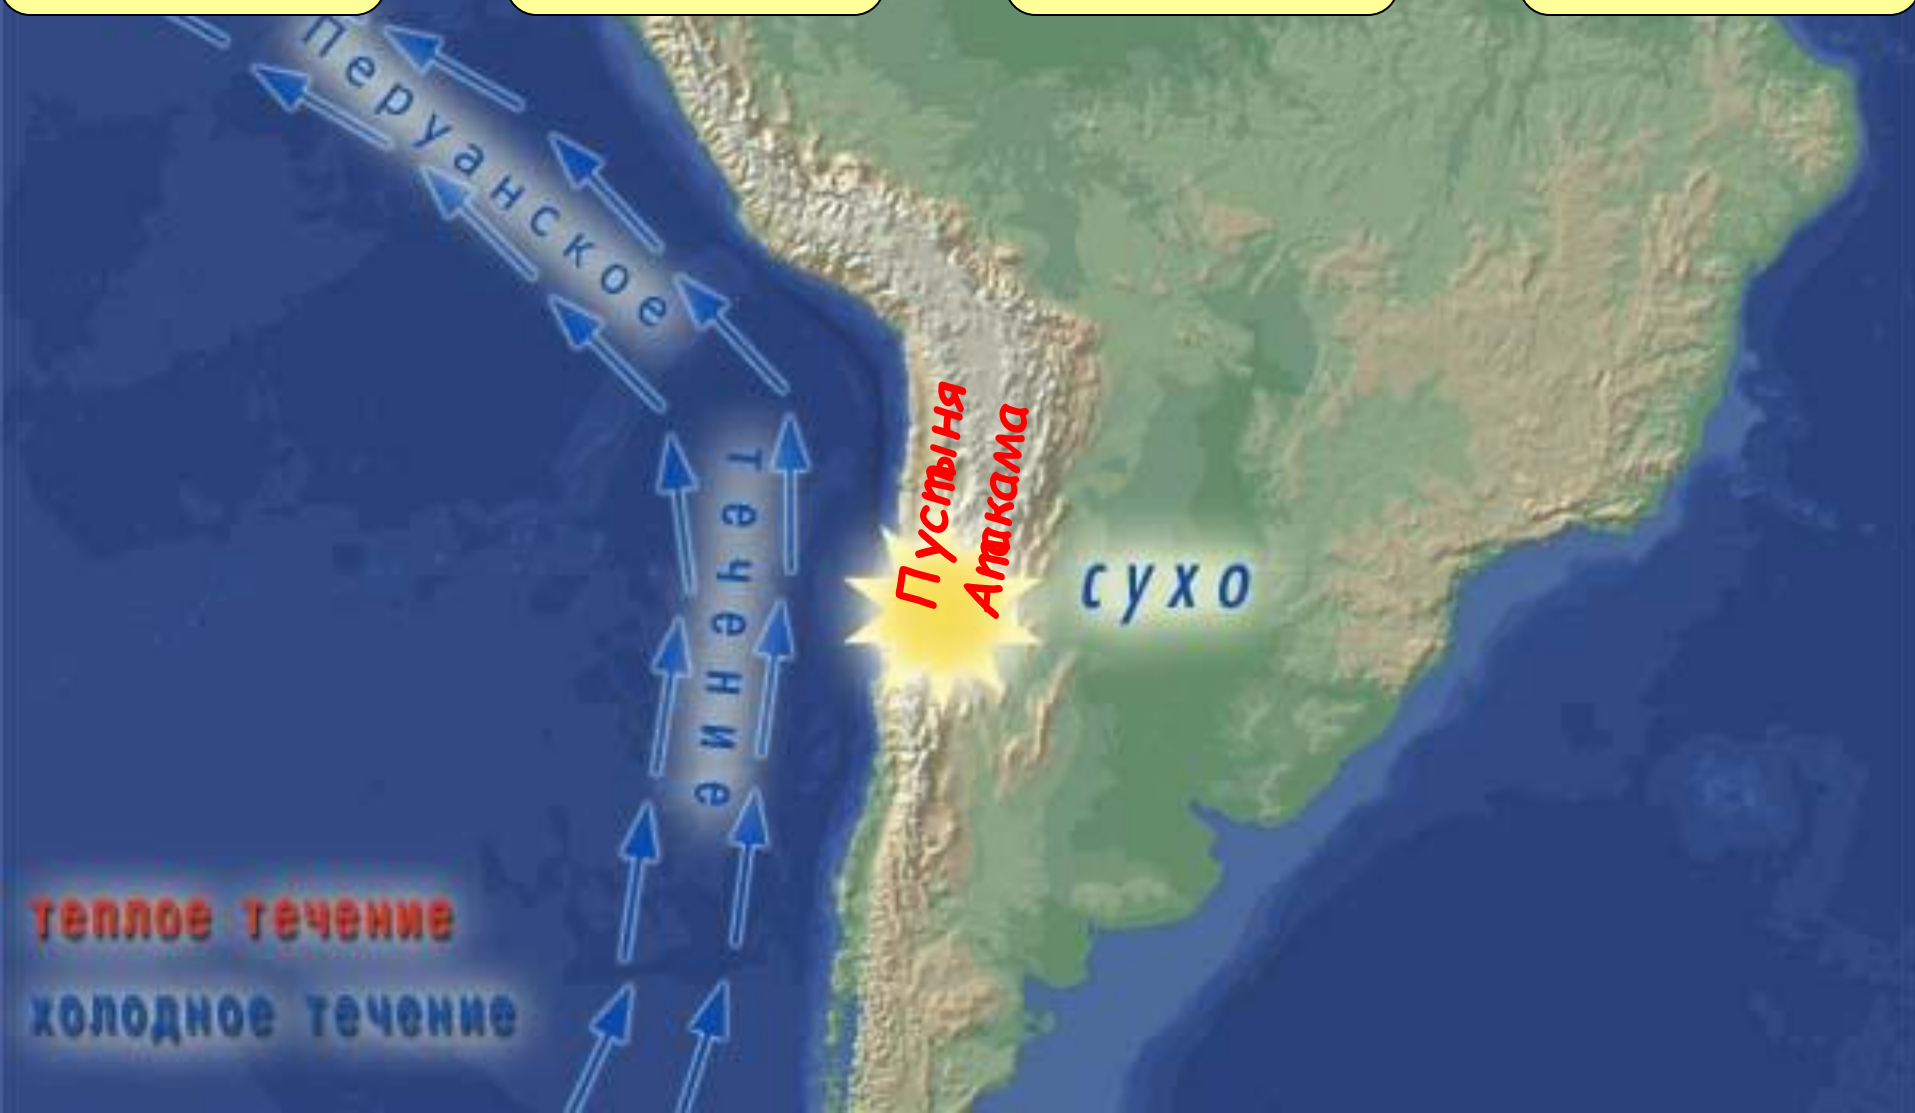 Перуанское
течение
Пустыня
Атакама
сухо
теплое течение
холодное течение